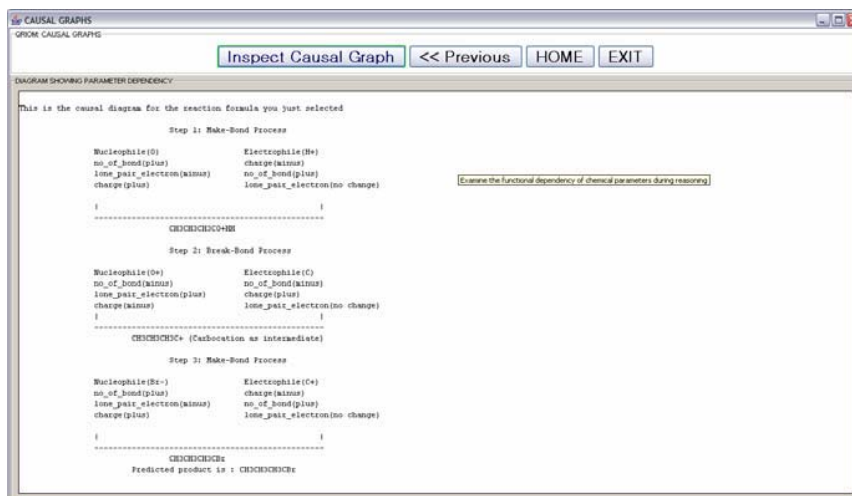 CAUSAL GRAPHS
QRIOM: CAUSAL GRAPHS
Inspect Causal Graph << Previous HOME EXIT
DIAGRAM SHOWING PARAMETER DEPENDENCY
This is the causal diagram for the reaction formula you just selected
Step 1: Make-Bond Process
Nucleophile(O) Electrophile(H+)
no_of_bond(plus) charge(minus)
lone_pair_electron(minus) no_of_bond(plus)
charge(plus) lone_pair_electron(no change)
Examine the functional dependency of chemical parameters during reasoning
| |
------------------------------------------------
CH3CH3CH3CO+HH
Step 2: Break-Bond Process
Nucleophile(O+) Electrophile(C)
no_of_bond(minus) no_of_bond(minus)
lone_pair_electron(plus) charge(plus)
charge(minus) lone_pair_electron(no change)
| |
------------------------------------------------
CH3CH3CH3C+ (Carbocation as intermediate)
Step 3: Make-Bond Process
Nucleophile(Br-) Electrophile(C+)
no_of_bond(plus) charge(minus)
lone_pair_electron(minus) no_of_bond(plus)
charge(plus) lone_pair_electron(no change)
| |
------------------------------------------------
CH3CH3CH3CBr
Predicted product is : CH3CH3CH3CBr